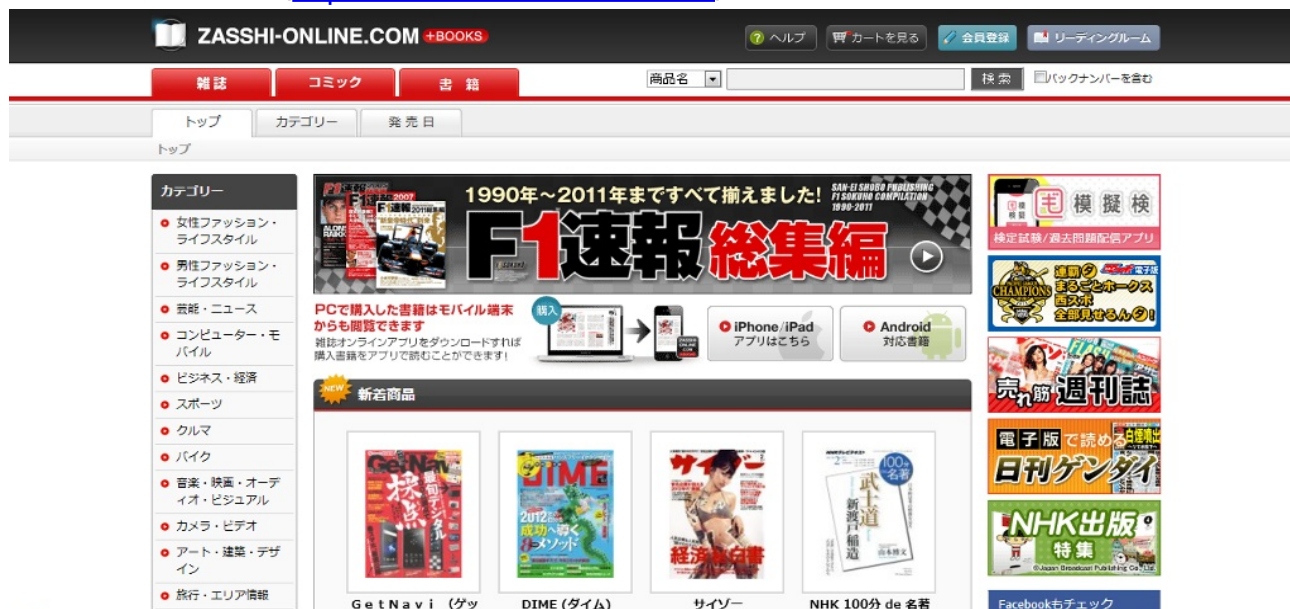 ZASSHI-ONLINE.COM +BOOKS
ヘルプ
カートを見る
会員登録
リーディングルーム
雑誌
コミック
書籍
商品名
検索
バックナンバーを含む
トップ
カテゴリー
発売日
トップ
カテゴリー
女性ファッション・
ライフスタイル
男性ファッション・
ライフスタイル
芸能・ニュース
コンピューター・モ
バイル
ビジネス・経済
スポーツ
クルマ
バイク
音楽・映画・オーデ
ィオ・ビジュアル
カメラ・ビデオ
アート・建築・デザ
イン
旅行・エリア情報
1990年～2011年まですべて揃えました!
SAN-EI SHOBO PUBLISHING
F1 SOKUHO COMPILATION
1990-2011
F1速報総集編
PCで購入した書籍はモバイル端末
からも閲覧できます
雑誌オンラインアプリをダウンロードすれば
購入書籍をアプリで読むことができます!
購入
iPhone/iPad
アプリはこちら
Android
対応書籍
NEW
新着商品
GetNavi
DIME
2012
成功へ導く
サイゾー
100分
de
名著
武士道
新渡戸稲造
山本博文
GetNavi (ゲッ
DIME (ダイム)
サイゾー
NHK 100分 de 名著
模擬検
検定試験/過去問題配信アプリ
CHAMPIONS
連覇タ
電子版
まるごとホークス
西スポ
全部見せるんタ!
売れ筋週刊誌
電子版で読める
日刊ゲンダイ
NHK出版
特集
©Japan Broadcast Publishing Co., Ltd.
Facebookもチェック